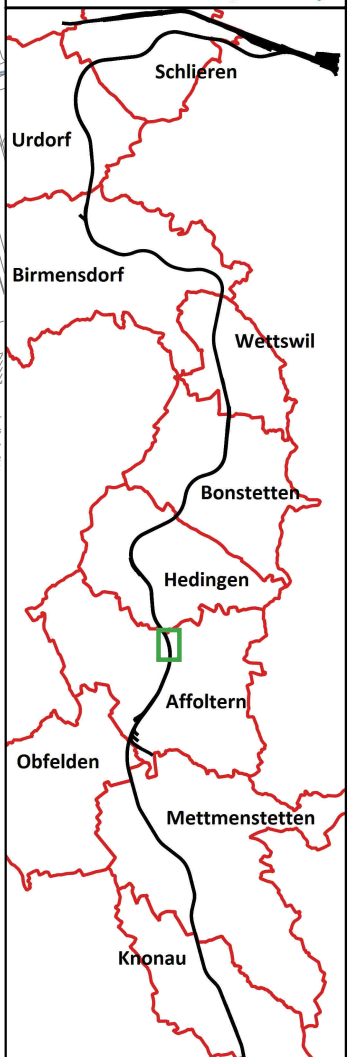 Schlieren
Urdorf
Birmensdorf
Wettswil
Bonstetten
Hedingen
Affoltern
Obfelden
Mettmenstetten
Knonau